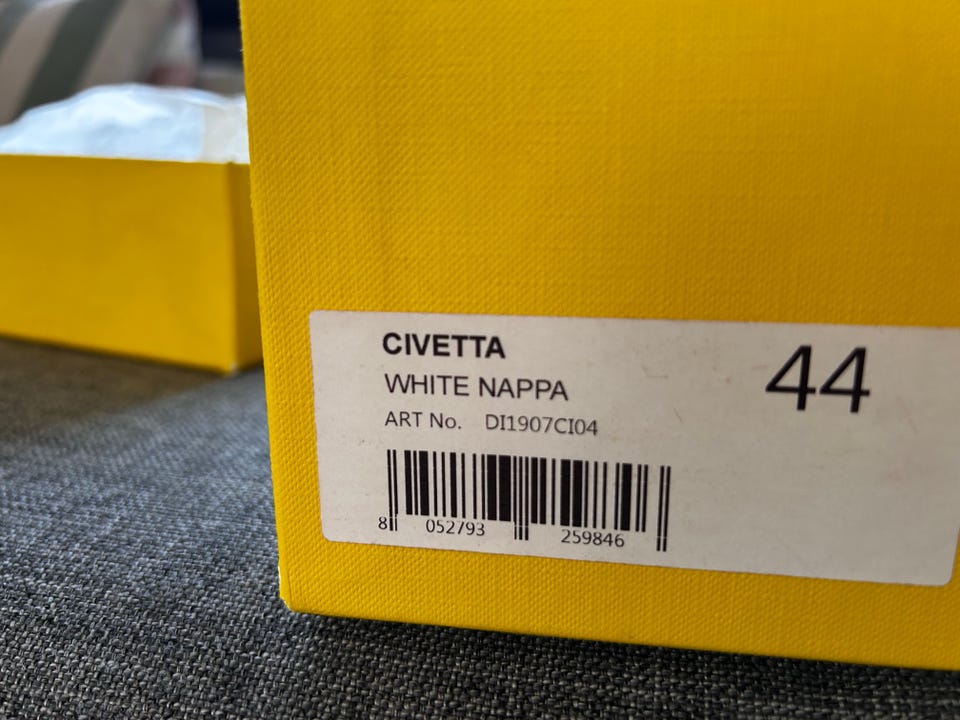 CIVETTA
44
WHITE NAPPA
ART No. DI1907CI04
8 052793 259846